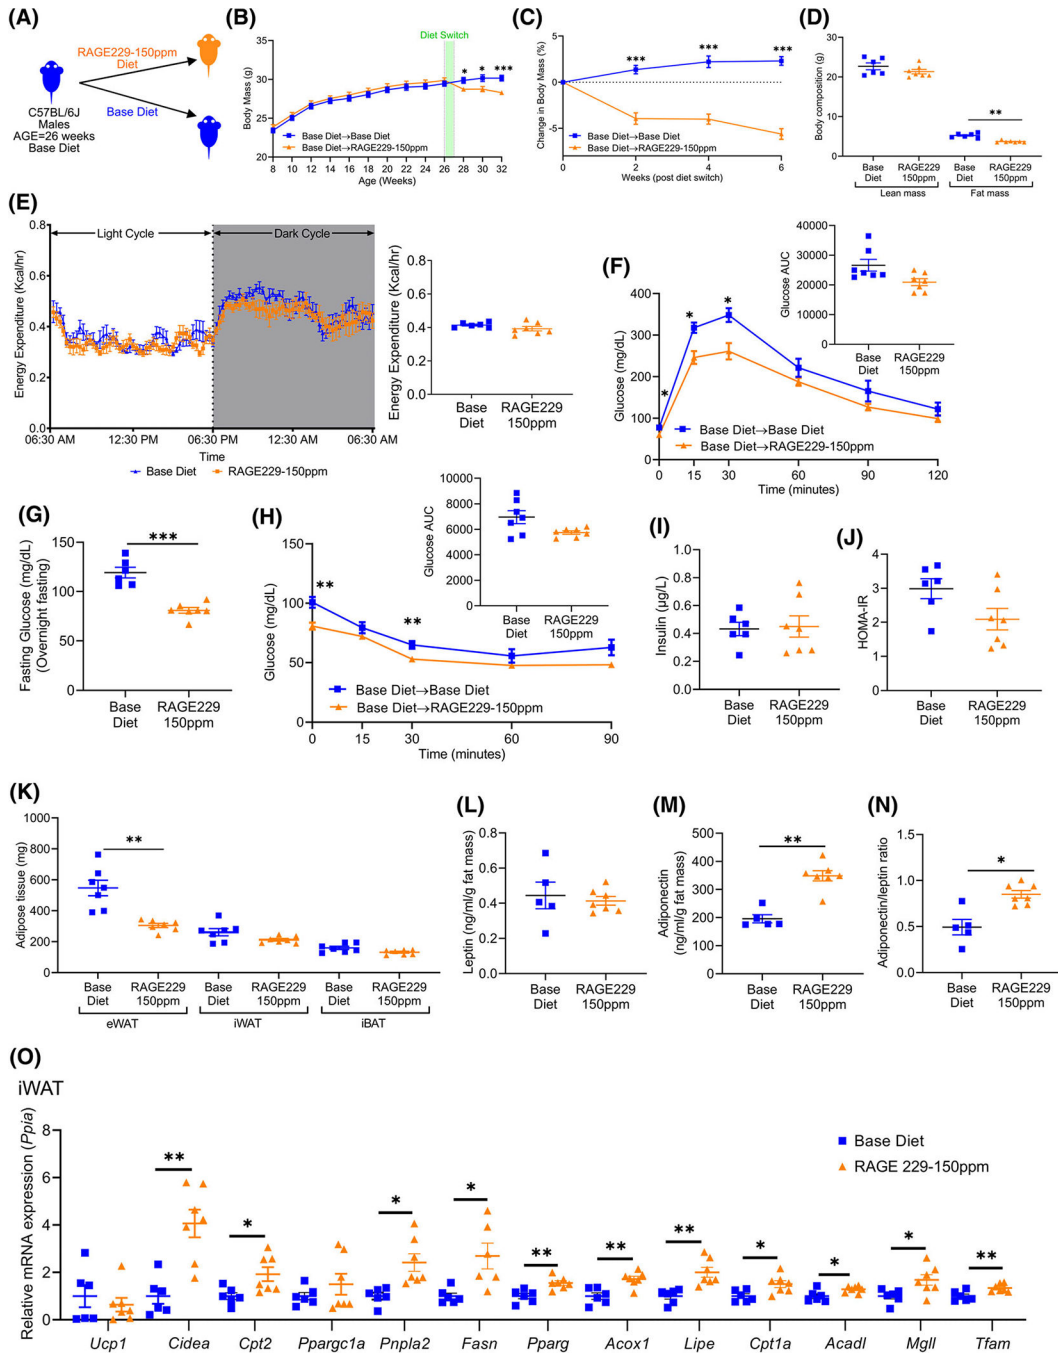 (A)
RAGE229-150ppm
Diet
C57BL/6J
Males
AGE=26 weeks
Base Diet
Base Diet
(B)
Diet Switch
Body Mass (g)
35
30
25
20
* * ***
Base Diet→Base Diet
Base Diet→RAGE229-150ppm
8 10 12 14 16 18 20 22 24 26 28 30 32
Age (Weeks)
(C)
Change in Body Mass (%)
5
0
-5
*** *** ***
Base Diet→Base Diet
Base Diet→RAGE229-150ppm
0 2 4 6
Weeks (post diet switch)
(D)
Body composition (g)
30
20
10
0
**
Base Diet RAGE229 150ppm Base Diet RAGE229 150ppm
Lean mass Fat mass
(E)
Energy Expenditure (Kcal/hr)
0.8
0.6
0.4
0.2
0.0
Light Cycle Dark Cycle
06:30 AM 12:30 PM 06:30 PM 12:30 AM 06:30 AM
Time
Base Diet RAGE229-150ppm
Energy Expenditure (Kcal/hr)
0.8
0.6
0.4
0.2
0.0
Base Diet RAGE229 150ppm
(F)
Glucose (mg/dL)
400
300
200
100
0
* * *
Base Diet→Base Diet
Base Diet→RAGE229-150ppm
0 15 30 60 90 120
Time (minutes)
Glucose AUC
40000
30000
20000
10000
0
Base Diet RAGE229 150ppm
(G)
Fasting Glucose (mg/dL)
(Overnight fasting)
150
100
50
0
***
Base Diet RAGE229 150ppm
(H)
Glucose (mg/dL)
150
100
50
0
** **
Base Diet→Base Diet
Base Diet→RAGE229-150ppm
0 15 30 60 90
Time (minutes)
Glucose AUC
10000
8000
6000
4000
2000
0
Base Diet RAGE229 150ppm
(I)
Insulin (µg/L)
1.0
0.8
0.6
0.4
0.2
0.0
Base Diet RAGE229 150ppm
(J)
HOMA-IR
4
3
2
1
0
Base Diet RAGE229 150ppm
(K)
Adipose tissue (mg)
1000
800
600
400
200
0
**
Base Diet RAGE229 150ppm Base Diet RAGE229 150ppm Base Diet RAGE229 150ppm
eWAT iWAT iBAT
(L)
Leptin (ng/ml/g fat mass)
0.8
0.6
0.4
0.2
0.0
Base Diet RAGE229 150ppm
(M)
Adiponectin
(ng/ml/g fat mass)
500
400
300
200
100
0
**
Base Diet RAGE229 150ppm
(N)
Adiponectin/leptin ratio
1.5
1.0
0.5
0.0
*
Base Diet RAGE229 150ppm
(O)
iWAT
Relative mRNA expression (Ppia)
8
6
4
2
0
** * * * ** ** ** * * * **
Base Diet
RAGE 229-150ppm
Ucp1 Cidea Cpt2 Ppargc1a Pnpla2 Fasn Pparg Acox1 Lipe Cpt1a Acadl Mgll Tfam